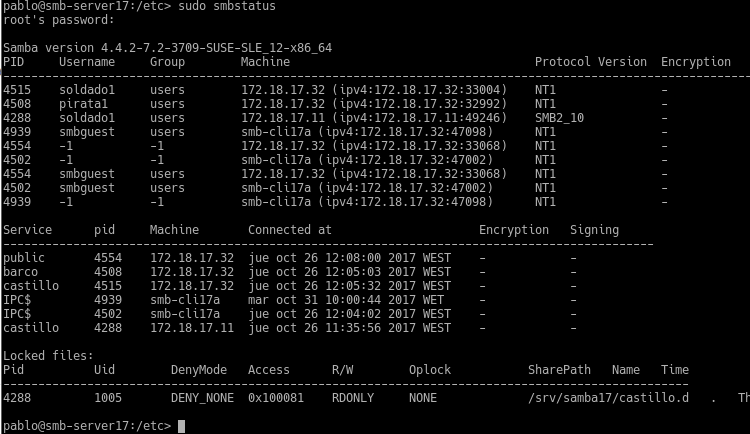 pablo@smb-server17:/etc> sudo smbstatus
root's password:
Samba version 4.4.2-7.2-3709-SUSE-SLE_12-x86_64
PID     Username     Group        Machine                                   Protocol Version  Encryption
----------------------------------------------------------------------------------------------------------
4515    soldado1     users        172.18.17.32 (ipv4:172.18.17.32:33004)    NT1               -
4508    pirata1      users        172.18.17.32 (ipv4:172.18.17.32:32992)    NT1               -
4288    soldado1     users        172.18.17.11 (ipv4:172.18.17.11:49246)    SMB2_10           -
4939    smbguest     users        smb-cli17a (ipv4:172.18.17.32:47098)      NT1               -
4554    -1           -1           172.18.17.32 (ipv4:172.18.17.32:33068)    NT1               -
4502    -1           -1           smb-cli17a (ipv4:172.18.17.32:47002)      NT1               -
4554    smbguest     users        172.18.17.32 (ipv4:172.18.17.32:33068)    NT1               -
4502    smbguest     users        smb-cli17a (ipv4:172.18.17.32:47002)      NT1               -
4939    -1           -1           smb-cli17a (ipv4:172.18.17.32:47098)      NT1               -
Service      pid     Machine       Connected at                     Encryption   Signing
---------------------------------------------------------------------------------------------
public       4554    172.18.17.32  jue oct 26 12:08:00 2017 WEST    -            -
barco        4508    172.18.17.32  jue oct 26 12:05:03 2017 WEST    -            -
castillo     4515    172.18.17.32  jue oct 26 12:05:32 2017 WEST    -            -
IPC$         4939    smb-cli17a    mar oct 31 10:00:44 2017 WET     -            -
IPC$         4502    smb-cli17a    jue oct 26 12:04:02 2017 WEST    -            -
castillo     4288    172.18.17.11  jue oct 26 11:35:56 2017 WEST    -            -
Locked files:
Pid          Uid        DenyMode   Access      R/W        Oplock           SharePath   Name   Time
--------------------------------------------------------------------------------------------------
4288         1005       DENY_NONE  0x100081    RDONLY     NONE             /srv/samba17/castillo.d   .   Th
pablo@smb-server17:/etc>